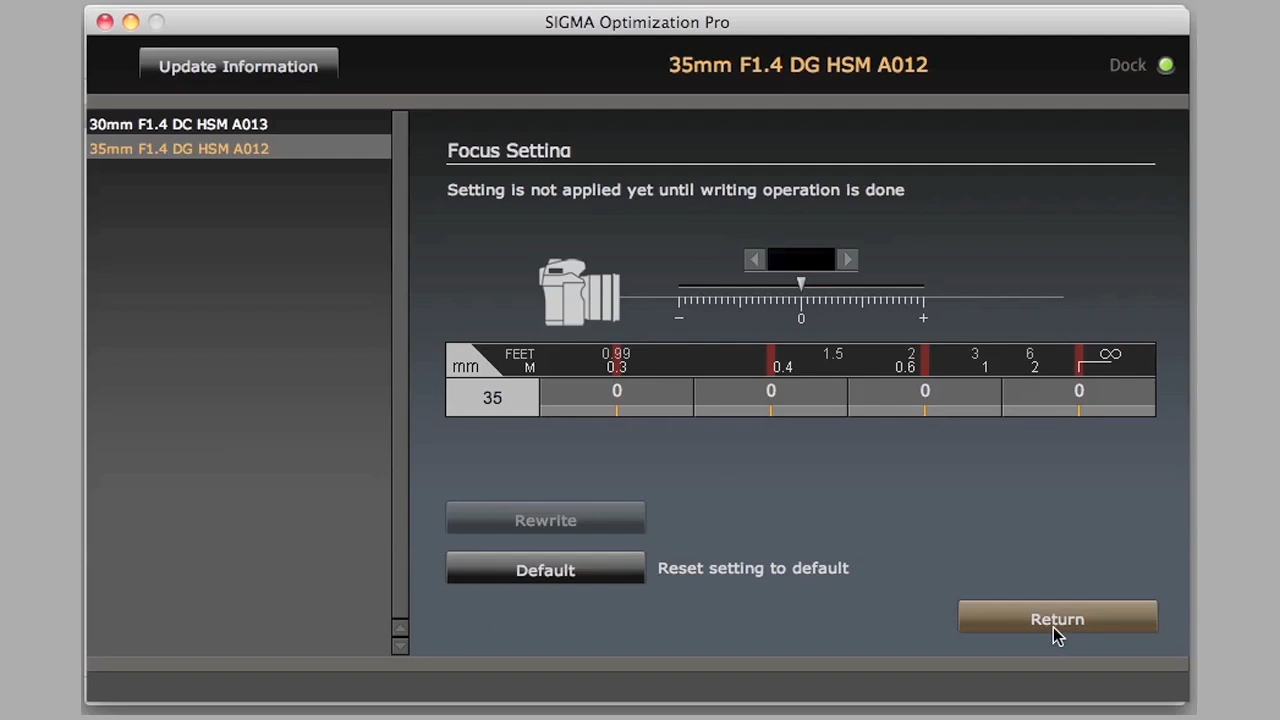 SIGMA Optimization Pro
Update Information
35mm F1.4 DG HSM A012
Dock
30mm F1.4 DC HSM A013
35mm F1.4 DG HSM A012
Focus Setting
Setting is not applied yet until writing operation is done
− 0 +
mm FEET 0.99 1.5 2 3 6 ∞
M 0.3 0.4 0.6 1 2
35 0 0 0 0
Rewrite
Default Reset setting to default
Return